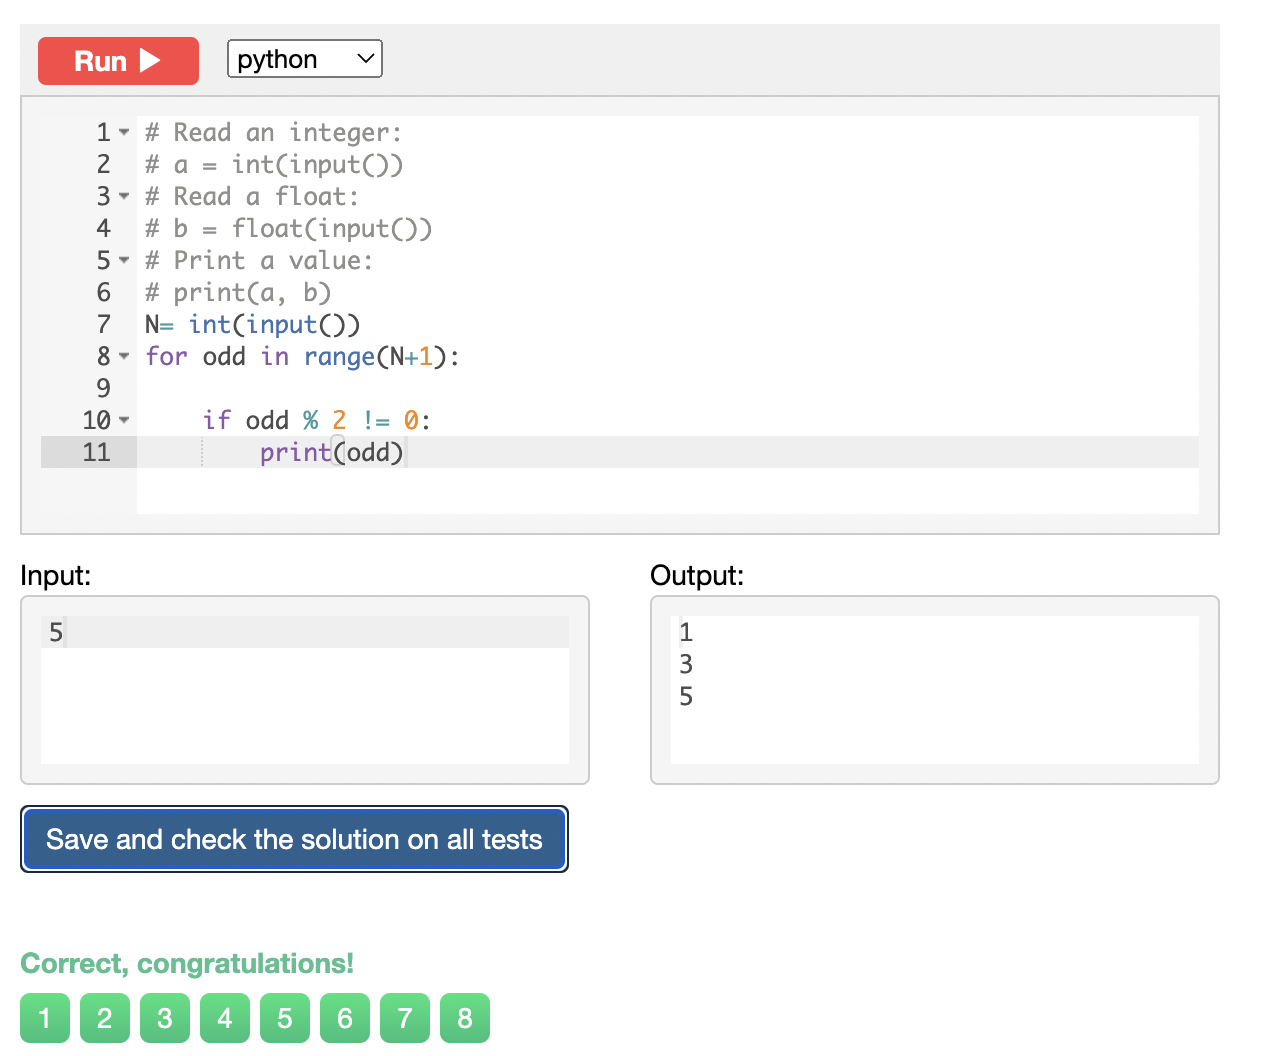 Run
python
1 # Read an integer:
2 # a = int(input())
3 # Read a float:
4 # b = float(input())
5 # Print a value:
6 # print(a, b)
7 N= int(input())
8 for odd in range(N+1):
9
10     if odd % 2 != 0:
11         print(odd)
Input:
5
Output:
1
3
5
Save and check the solution on all tests
Correct, congratulations!
1 2 3 4 5 6 7 8